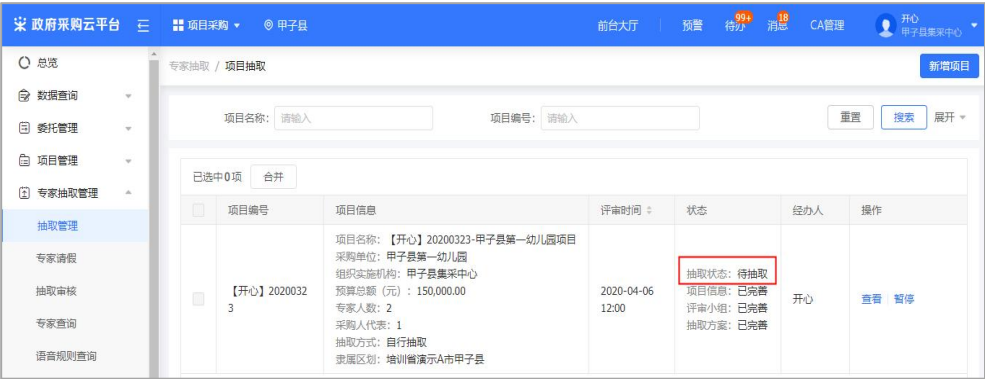 政府采购云平台
项目采购
甲子县
前台大厅
预警
待办
99+
消息
18
CA管理
开心
甲子县集采中心
总览
数据查询
委托管理
项目管理
专家抽取管理
抽取管理
专家请假
抽取审核
专家查询
语音规则查询
专家抽取 / 项目抽取
新增项目
项目名称: 请输入
项目编号: 请输入
重置
搜索
展开
已选中0项
合并
项目编号
项目信息
评审时间
状态
经办人
操作
【开心】2020032
3
项目名称: 【开心】20200323-甲子县第一幼儿园项目
采购单位: 甲子县第一幼儿园
组织实施机构: 甲子县集采中心
预算总额（元）: 150,000.00
专家人数: 2
采购人代表: 1
抽取方式: 自行抽取
隶属区划: 培训省演示A市甲子县
2020-04-06
12:00
抽取状态: 待抽取
项目信息: 已完善
评审小组: 已完善
抽取方案: 已完善
开心
查看
暂停